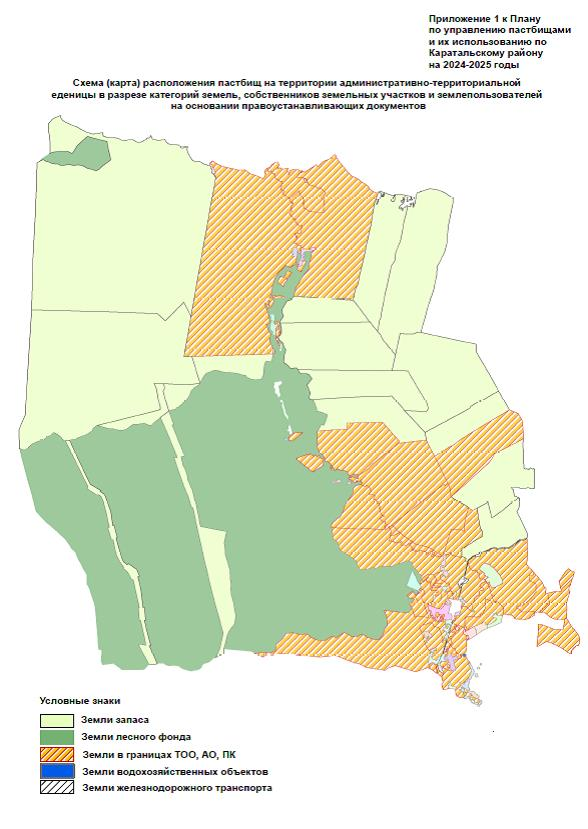 Приложение 1 к Плану
по управлению пастбищами
и их использованию по
Каратальскому району
на 2024-2025 годы
Схема (карта) расположения пастбищ на территории административно-территориальной
еденицы в разрезе категорий земель, собственников земельных участков и землепользователей
на основании правоустанавливающих документов
Условные знаки
Земли запаса
Земли лесного фонда
Земли в границах ТОО, АО, ПК
Земли водохозяйственных объектов
Земли железнодорожного транспорта